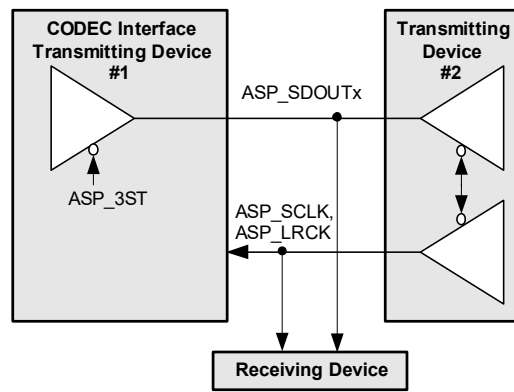 CODEC Interface
Transmitting Device
#1
Transmitting
Device
#2
ASP_SDOUTx
ASP_3ST
ASP_SCLK,
ASP_LRCK
Receiving Device